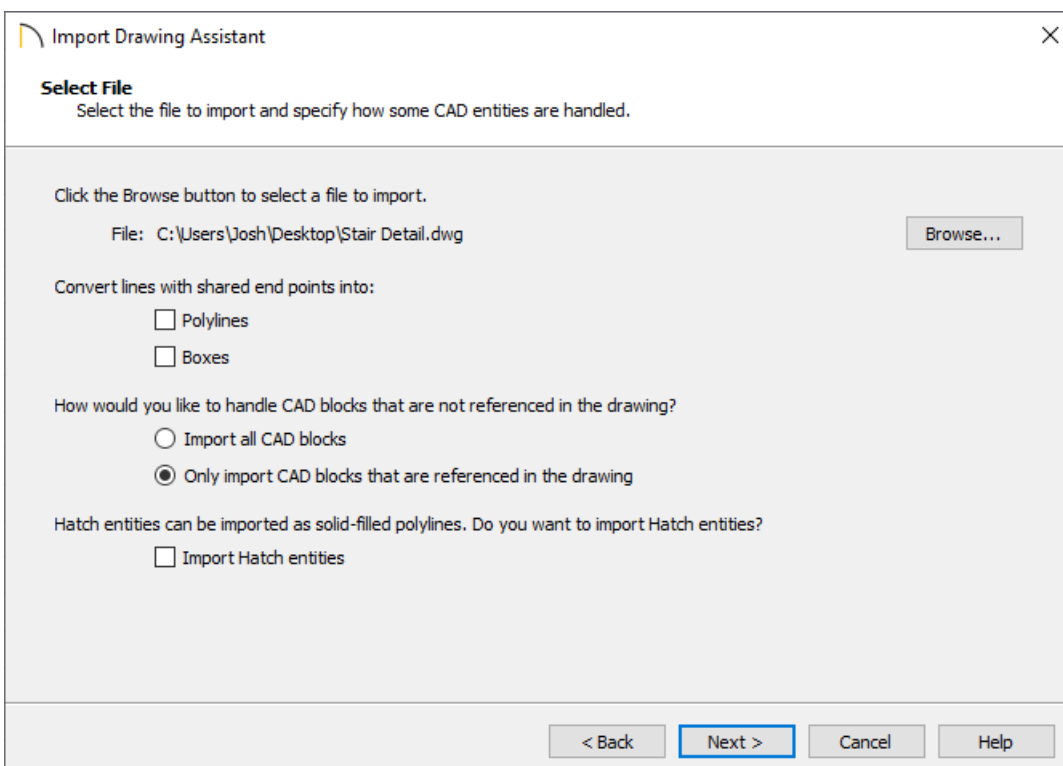 Import Drawing Assistant
Select File
Select the file to import and specify how some CAD entities are handled.
Click the Browse button to select a file to import.
File: C:\Users\Josh\Desktop\Stair Detail.dwg
Browse...
Convert lines with shared end points into:
Polylines
Boxes
How would you like to handle CAD blocks that are not referenced in the drawing?
Import all CAD blocks
Only import CAD blocks that are referenced in the drawing
Hatch entities can be imported as solid-filled polylines. Do you want to import Hatch entities?
Import Hatch entities
< Back
Next >
Cancel
Help